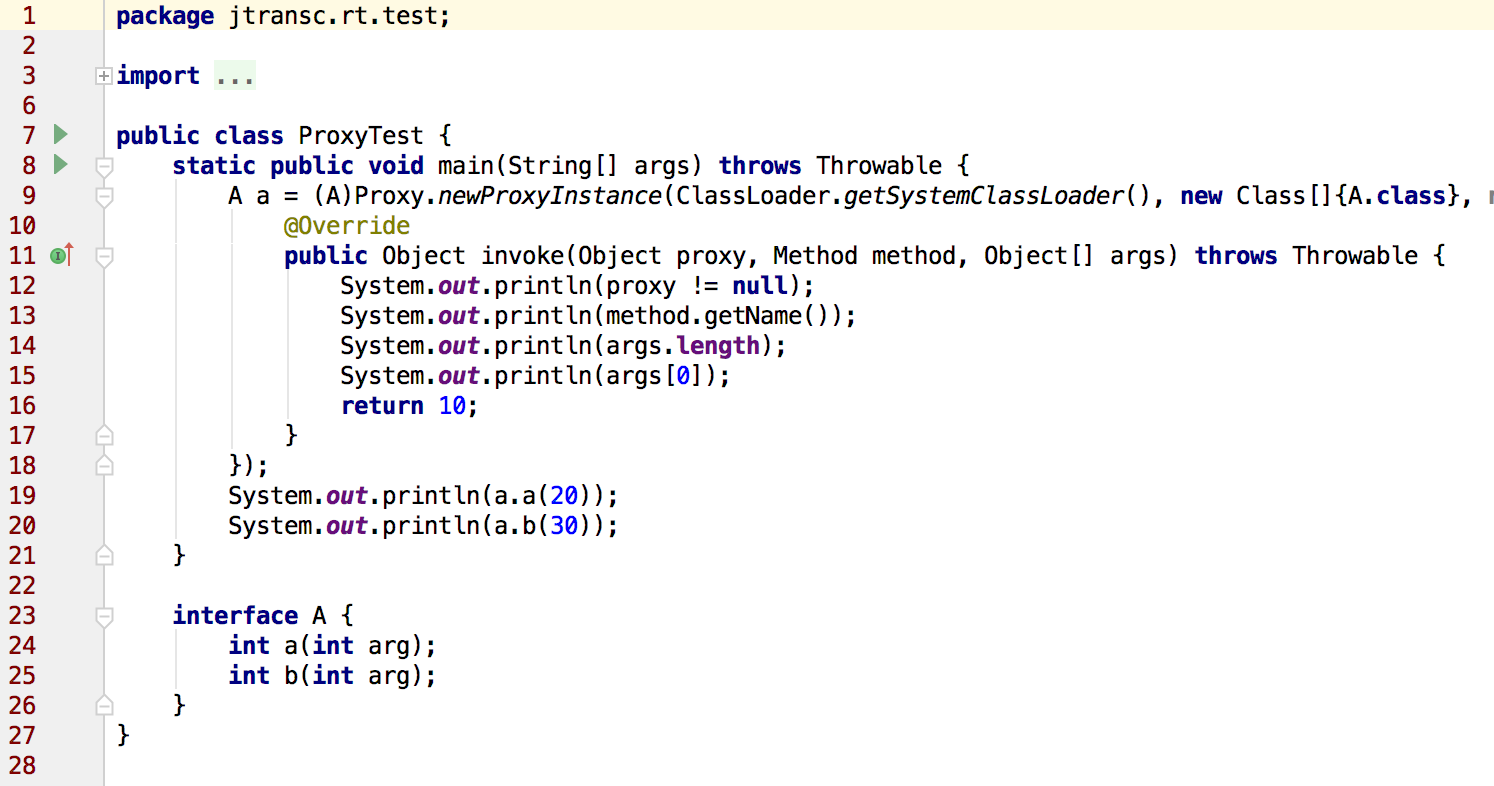 1 package jtransc.rt.test;
2
3 import ...
6
7 public class ProxyTest {
8 static public void main(String[] args) throws Throwable {
9 A a = (A)Proxy.newProxyInstance(ClassLoader.getSystemClassLoader(), new Class[]{A.class},
10 @Override
11 public Object invoke(Object proxy, Method method, Object[] args) throws Throwable {
12 System.out.println(proxy != null);
13 System.out.println(method.getName());
14 System.out.println(args.length);
15 System.out.println(args[0]);
16 return 10;
17 }
18 });
19 System.out.println(a.a(20));
20 System.out.println(a.b(30));
21 }
22
23 interface A {
24 int a(int arg);
25 int b(int arg);
26 }
27 }
28